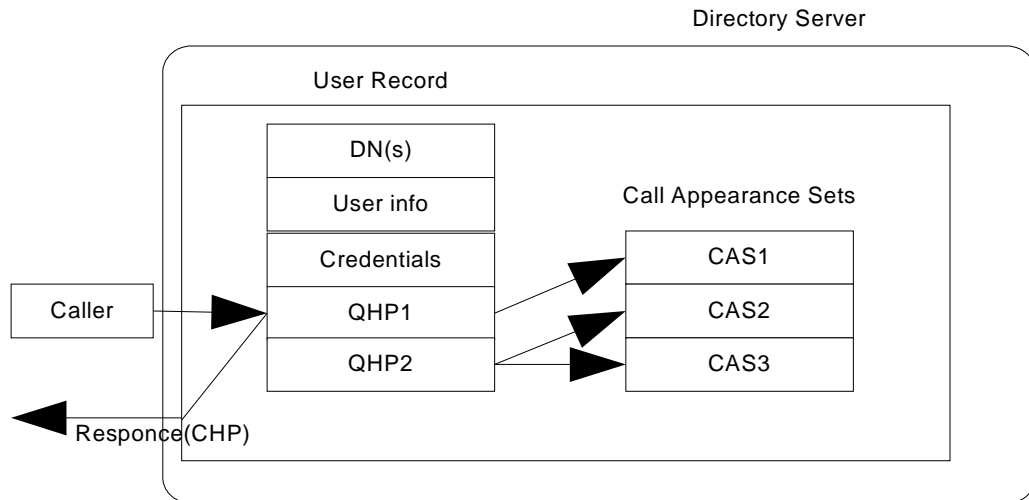 Directory Server
User Record
DN(s)
User info
Call Appearance Sets
Credentials
CAS1
Caller
QHP1
CAS2
QHP2
CAS3
Responce(CHP)